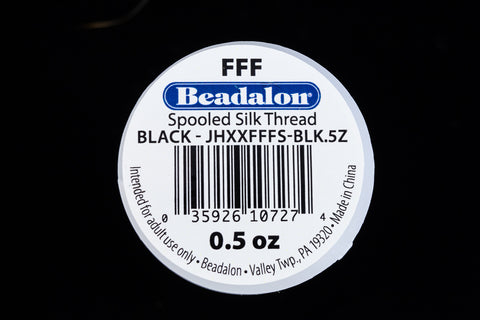 FFF
Beadalon®
Spooled Silk Thread
BLACK - JHXXFFFS-BLK.5Z
0 35926 10727 4
0.5 oz
Intended for adult use only • Beadalon • Valley Twp., PA 19320 • Made in China